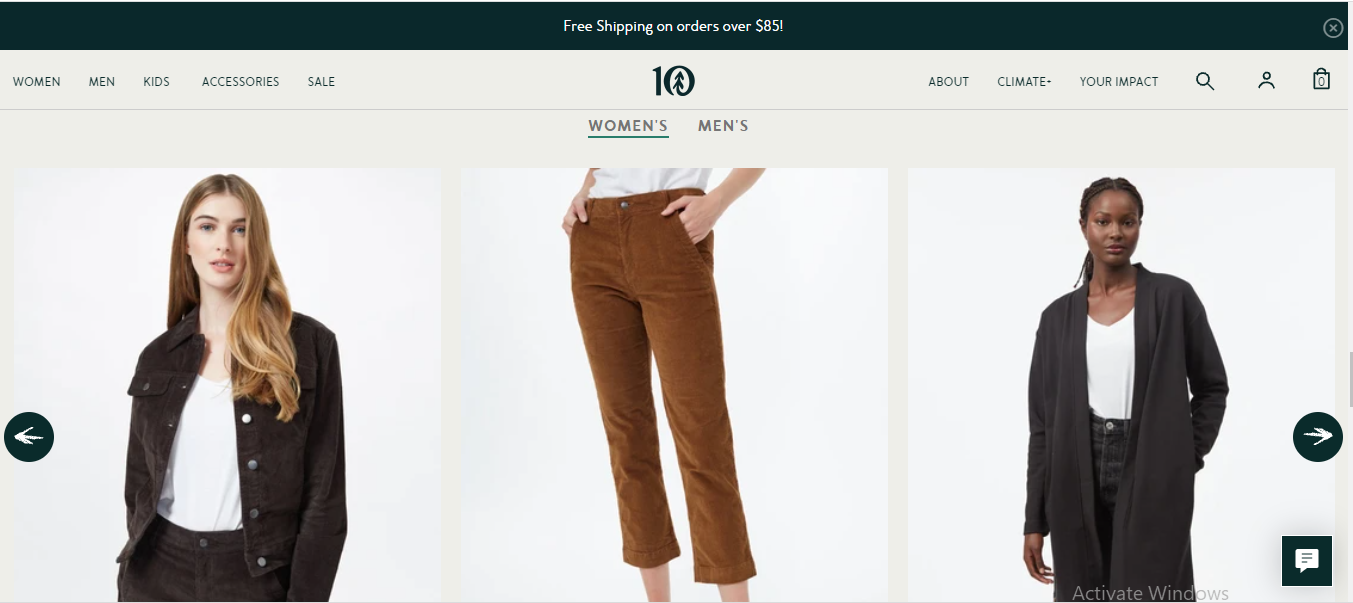 Free Shipping on orders over $85!
WOMEN MEN KIDS ACCESSORIES SALE 10 ABOUT CLIMATE+ YOUR IMPACT 0
WOMEN'S MEN'S
Activate Windows